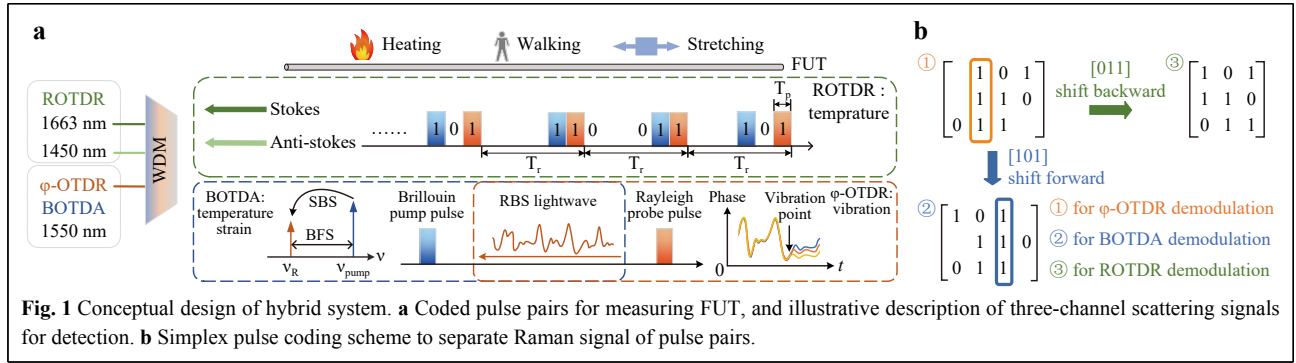 a
Heating
Walking
Stretching
FUT
ROTDR
1663 nm
1450 nm
φ-OTDR
BOTDA
1550 nm
WDM
Stokes
Anti-stokes
ROTDR :
temprature
Tp
...... 1 0 1 1 1 0 0 1 1 1 0 1
Tr Tr Tr
BOTDA:
temperature
strain
SBS
BFS
νR νpump ν
Brillouin
pump pulse
RBS lightwave
Rayleigh
probe pulse
Phase
0
Vibration
point
φ-OTDR:
vibration
t
b
①
1 0 1
1 1 0
0 1 1
[011]
shift backward
③
1 0 1
1 1 0
0 1 1
[101]
shift forward
②
1 0 1
1 1 0
0 1 1
① for φ-OTDR demodulation
② for BOTDA demodulation
③ for ROTDR demodulation
Fig. 1 Conceptual design of hybrid system. a Coded pulse pairs for measuring FUT, and illustrative description of three-channel scattering signals
for detection. b Simplex pulse coding scheme to separate Raman signal of pulse pairs.